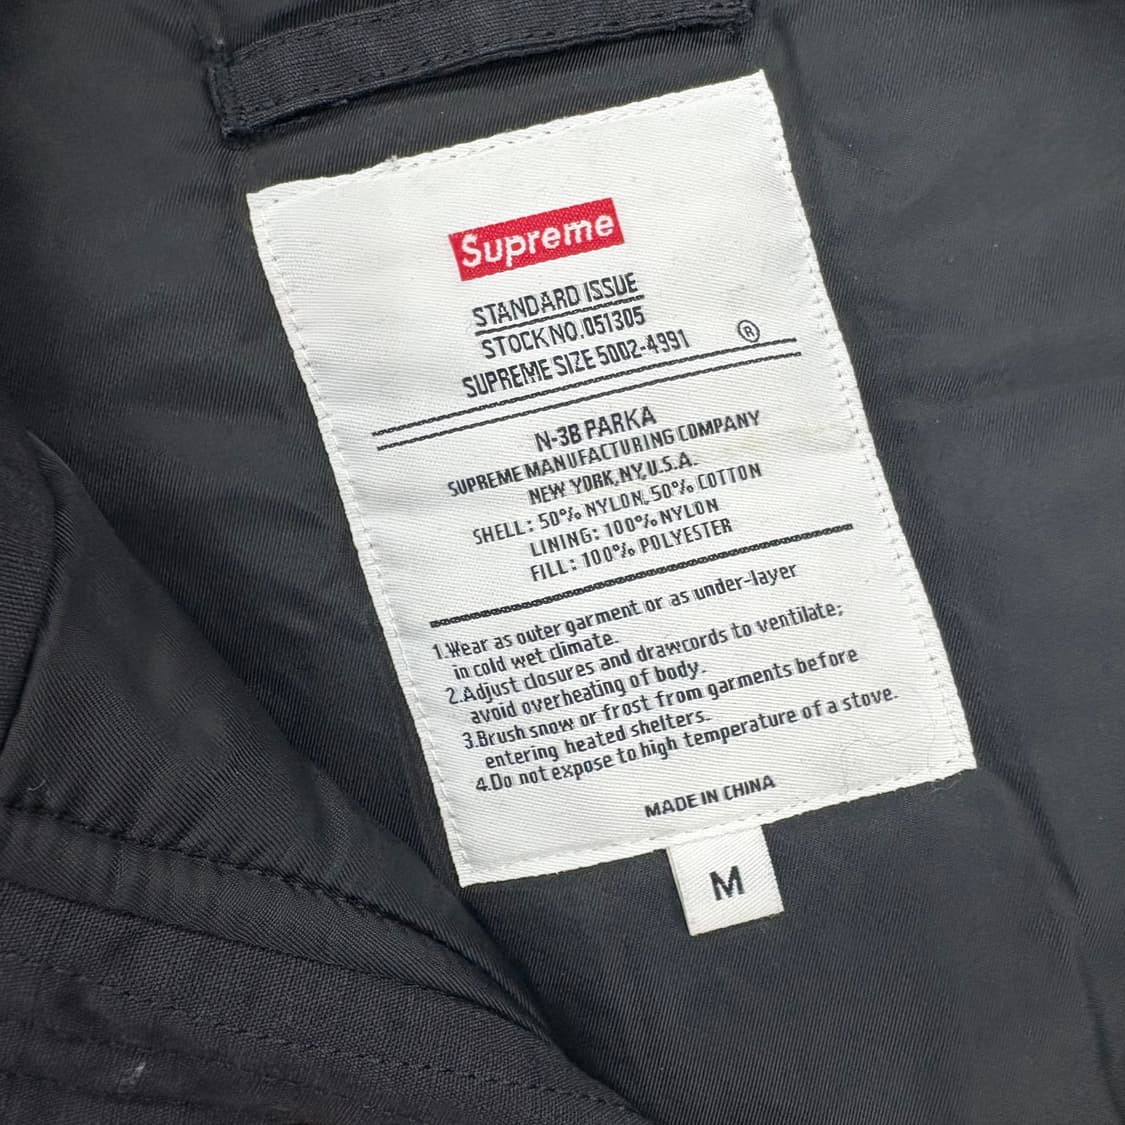 Supreme
STANDARD ISSUE
STOCK NO. 051305
SUPREME SIZE 5002-4991
®
N-3B PARKA
SUPREME MANUFACTURING COMPANY
NEW YORK, NY, U.S.A.
SHELL: 50% NYLON, 50% COTTON
LINING: 100% NYLON
FILL: 100% POLYESTER
1.Wear as outer garment or as under-layer
in cold wet climate.
2.Adjust closures and drawcords to ventilate;
avoid overheating of body.
3.Brush snow or frost from garments before
entering heated shelters.
4.Do not expose to high temperature of a stove.
MADE IN CHINA
M